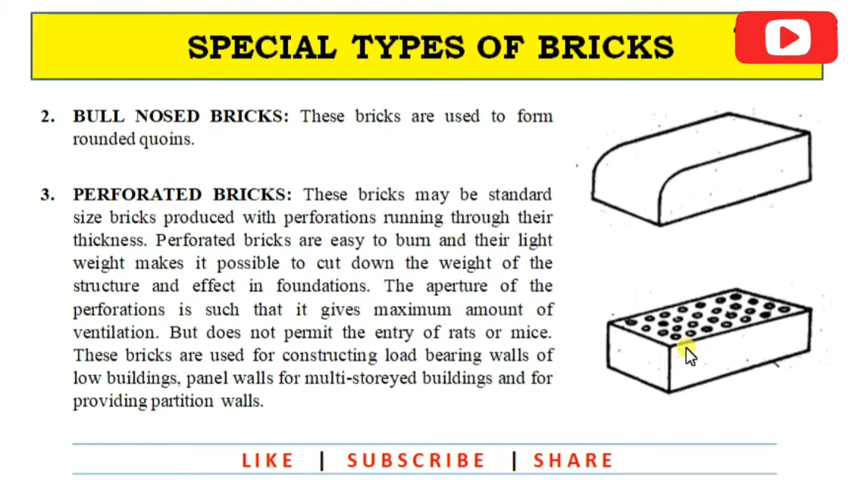 SPECIAL TYPES OF BRICKS
2. BULL NOSED BRICKS: These bricks are used to form
rounded quoins.
3. PERFORATED BRICKS: These bricks may be standard
size bricks produced with perforations running through their
thickness. Perforated bricks are easy to burn and their light
weight makes it possible to cut down the weight of the
structure and effect in foundations. The aperture of the
perforations is such that it gives maximum amount of
ventilation. But does not permit the entry of rats or mice.
These bricks are used for constructing load bearing walls of
low buildings, panel walls for multi-storeyed buildings and for
providing partition walls.
LIKE | SUBSCRIBE | SHARE